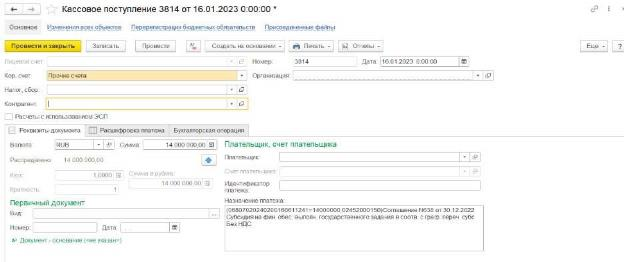 Кассовое поступление 3814 от 16.01.2023 0:00:00 *
Основное Изменения всех объектов Перерегистрация бюджетных обязательств Присоединенные файлы
Провести и закрыть Записать Провести Создать на основании Печать Отчеты Еще ?
Лицевой счет: Номер: 3814 Дата: 16.01.2023 0:00:00
Кор. счет: Прочие счета Организация:
Налог, сбор:
Контрагент:
Расчеты с использованием ЭСП
Реквизиты документа Расшифровка платежа Бухгалтерская операция
Валюта: RUB Сумма: 14 000 000,00 Плательщик, счет плательщика
Распределено: 14 000 000,00 Плательщик:
Курс: 1,0000 Сумма в рублях: 14 000 000,00 Счет плательщика:
Кратность: 1 Идентификатор платежа:
Первичный документ Назначение платежа:
Вид:
Номер: Дата: . .
Документ - основание (<не указан>)
Соглашение N638 от 30.12.2022
Субсидия на фин. обес. выполн. государственного задания в соотв. с граф. переч. субс.
Без НДС